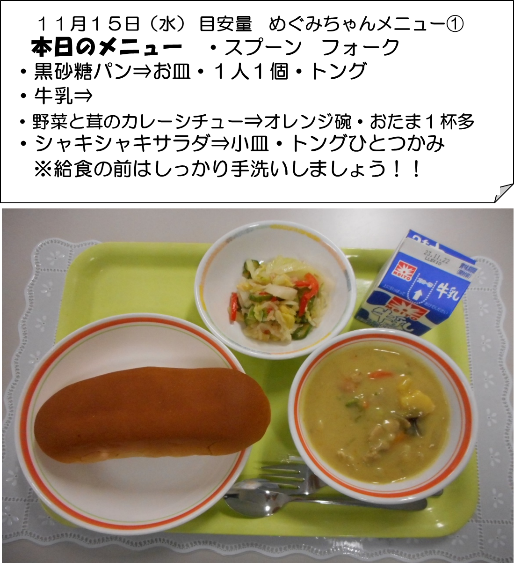 １１月１５日（水） 目安量　めぐみちゃんメニュー①
本日のメニュー　・スプーン　フォーク
・黒砂糖パン⇒お皿・１人１個・トング
・牛乳⇒
・野菜と茸のカレーシチュー⇒オレンジ碗・おたま１杯多
・シャキシャキサラダ⇒小皿・トングひとつかみ
※給食の前はしっかり手洗いしましょう！！
牛乳